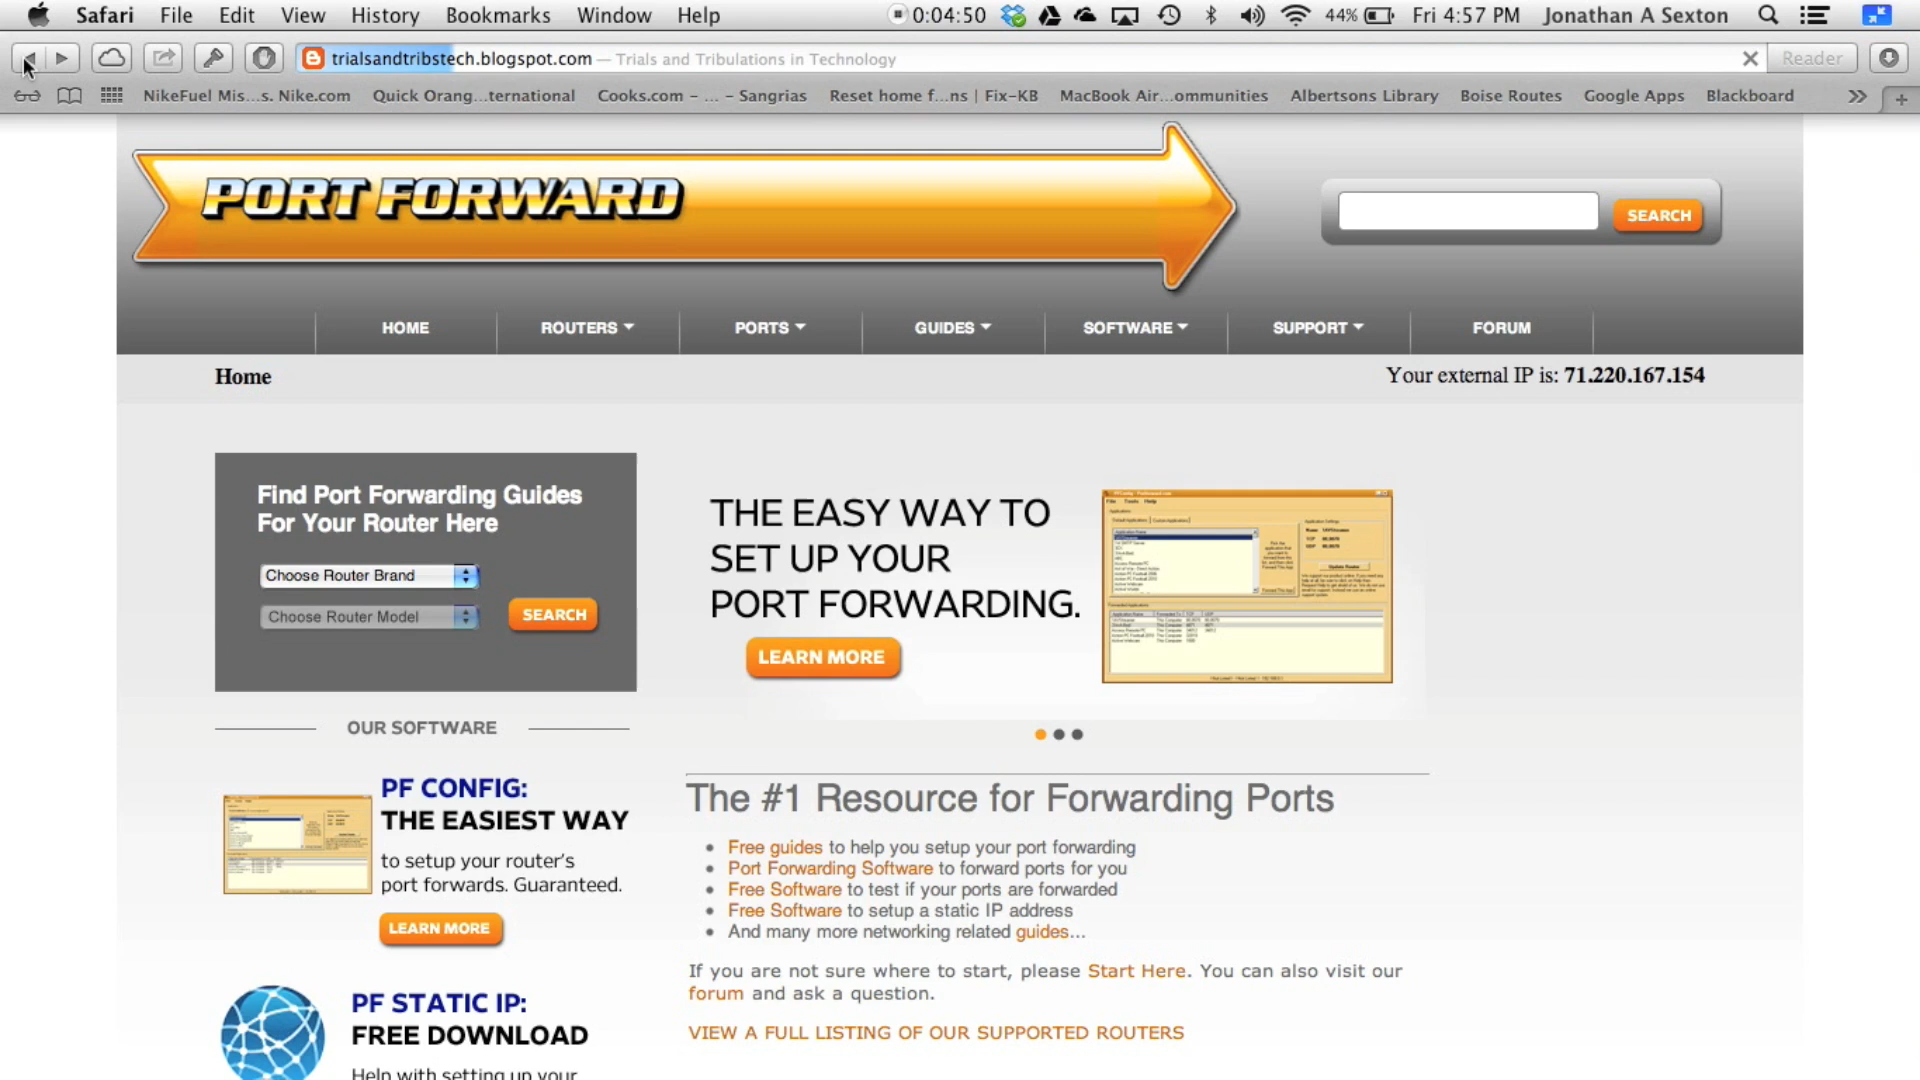 Safari File Edit View History Bookmarks Window Help 0:04:50 44% Fri 4:57 PM Jonathan A Sexton
trialsandtribstech.blogspot.com — Trials and Tribulations in Technology Reader
NikeFuel Mis...s. Nike.com Quick Orang...ternational Cooks.com – ... – Sangrias Reset home f...ns | Fix-KB MacBook Air...ommunities Albertsons Library Boise Routes Google Apps Blackboard
PORT FORWARD
SEARCH
HOME ROUTERS PORTS GUIDES SOFTWARE SUPPORT FORUM
Home
Your external IP is: 71.220.167.154
Find Port Forwarding Guides
For Your Router Here
Choose Router Brand
Choose Router Model
SEARCH
THE EASY WAY TO
SET UP YOUR
PORT FORWARDING.
LEARN MORE
OUR SOFTWARE
PF CONFIG:
THE EASIEST WAY
to setup your router's
port forwards. Guaranteed.
LEARN MORE
PF STATIC IP:
FREE DOWNLOAD
Help with setting up your
The #1 Resource for Forwarding Ports
Free guides to help you setup your port forwarding
Port Forwarding Software to forward ports for you
Free Software to test if your ports are forwarded
Free Software to setup a static IP address
And many more networking related guides...
If you are not sure where to start, please Start Here. You can also visit our
forum and ask a question.
VIEW A FULL LISTING OF OUR SUPPORTED ROUTERS